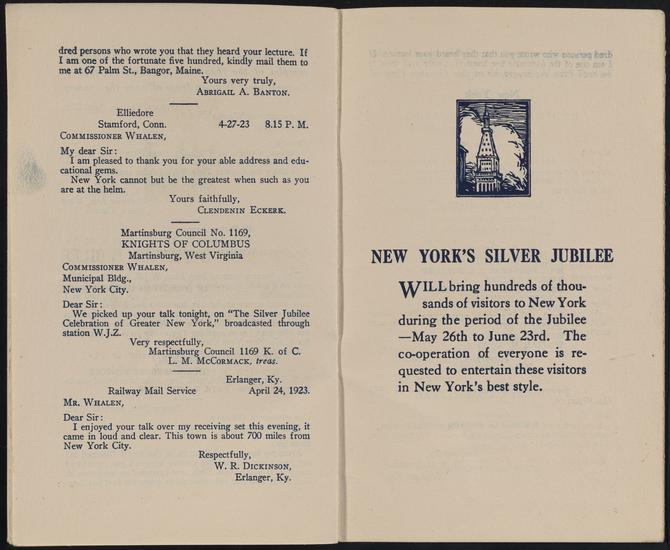 dred persons who wrote you that they heard your lecture. If
I am one of the fortunate five hundred, kindly mail them to
me at 67 Palm St., Bangor, Maine.
Yours very truly,
Abrigail A. Banton.
Elliedore
Stamford, Conn. 4-27-23 8.15 P. M.
Commissioner Whalen,
My dear Sir:
I am pleased to thank you for your able address and edu-
cational gems.
New York cannot but be the greatest when such as you
are at the helm.
Yours faithfully,
Clendenin Eckerk.
Martinsburg Council No. 1169,
KNIGHTS OF COLUMBUS
Martinsburg, West Virginia
Commissioner Whalen,
Municipal Bldg.,
New York City.
Dear Sir:
We picked up your talk tonight, on "The Silver Jubilee
Celebration of Greater New York," broadcasted through
station W.J.Z.
Very respectfully,
Martinsburg Council 1169 K. of C.
L. M. McCormack, treas.
Erlanger, Ky.
Railway Mail Service April 24, 1923.
Mr. Whalen,
Dear Sir:
I enjoyed your talk over my receiving set this evening, it
came in loud and clear. This town is about 700 miles from
New York City.
Respectfully,
W. R. Dickinson,
Erlanger, Ky.
NEW YORK'S SILVER JUBILEE
WILL bring hundreds of thou-
sands of visitors to New York
during the period of the Jubilee
—May 26th to June 23rd. The
co-operation of everyone is re-
quested to entertain these visitors
in New York's best style.